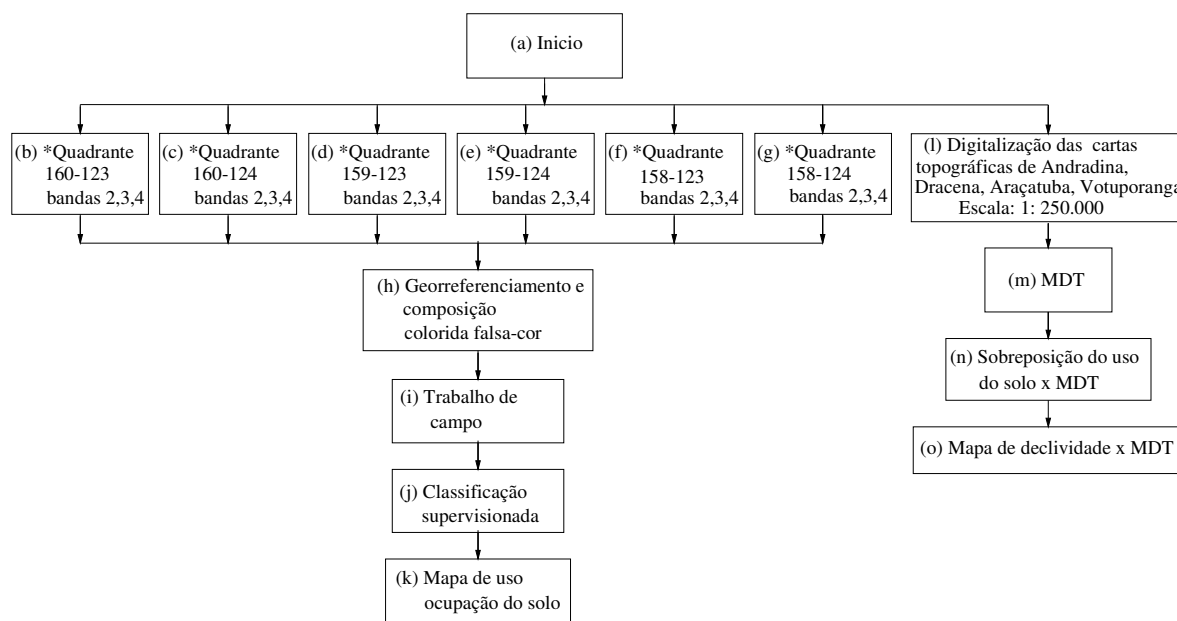 (a) Inicio
(b) *Quadrante
160-123
bandas 2,3,4
(c) *Quadrante
160-124
bandas 2,3,4
(d) *Quadrante
159-123
bandas 2,3,4
(e) *Quadrante
159-124
bandas 2,3,4
(f) *Quadrante
158-123
bandas 2,3,4
(g) *Quadrante
158-124
bandas 2,3,4
(l) Digitalização das cartas
topográficas de Andradina,
Dracena, Araçatuba, Votuporanga
Escala: 1: 250.000
(h) Georreferenciamento e
composição
colorida falsa-cor
(m) MDT
(n) Sobreposição do uso
do solo x MDT
(i) Trabalho de
campo
(o) Mapa de declividade x MDT
(j) Classificação
supervisionada
(k) Mapa de uso
ocupação do solo